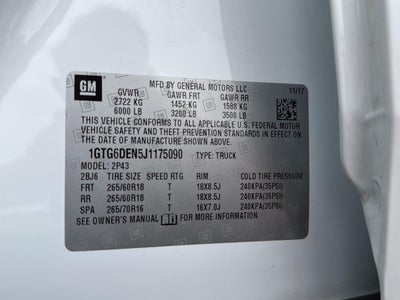 GM
MFD BY GENERAL MOTORS LLC 11/17
GVWR GAWR FRT GAWR RR
2722 KG 1452 KG 1588 KG
6000 LB 3200 LB 3500 LB
THIS VEHICLE CONFORMS TO ALL APPLICABLE U.S. FEDERAL MOTOR
VEHICLE SAFETY AND THEFT PREVENTION STANDARDS IN EFFECT ON
THE DATE OF MANUFACTURE SHOWN ABOVE.
1GTG6DEN5J1175090 TYPE: TRUCK
MODEL: 2P43
2BJ6 TIRE SIZE SPEED RTG RIM COLD TIRE PRESSURE
FRT 265/60R18 T 18X8.5J 240KPA(35PSI)
RR 265/60R18 T 18X8.5J 240KPA(35PSI)
SPA 265/70R16 T 16X7.0J 240KPA(35PSI)
SEE OWNER'S MANUAL FOR MORE INFORMATION.